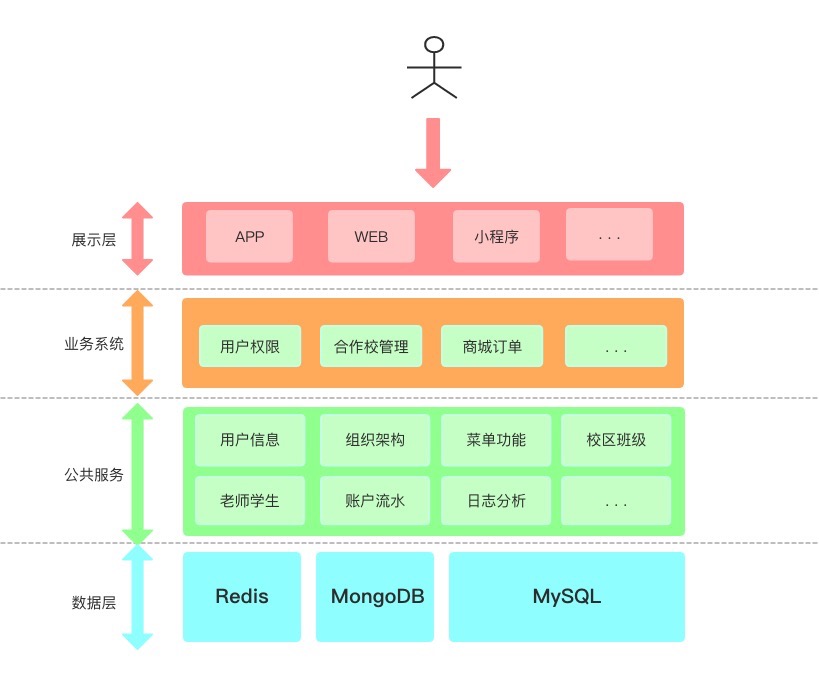 展示层
APP
WEB
小程序
...
业务系统
用户权限
合作校管理
商城订单
...
公共服务
用户信息
组织架构
菜单功能
校区班级
老师学生
账户流水
日志分析
...
数据层
Redis
MongoDB
MySQL